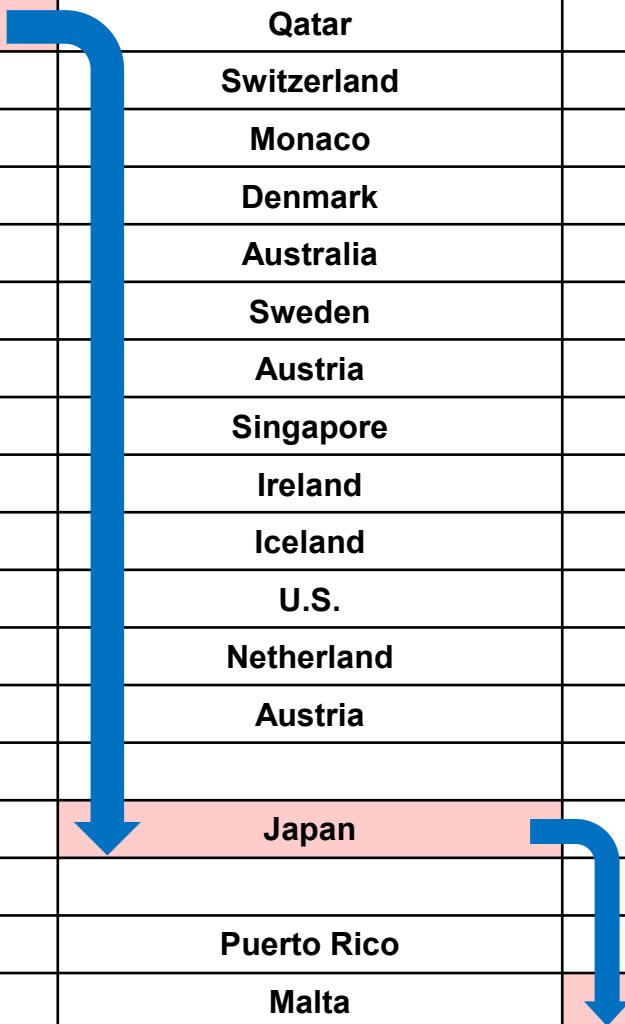 Qatar
Switzerland
Monaco
Denmark
Australia
Sweden
Austria
Singapore
Ireland
Iceland
U.S.
Netherland
Austria
Japan
Puerto Rico
Malta